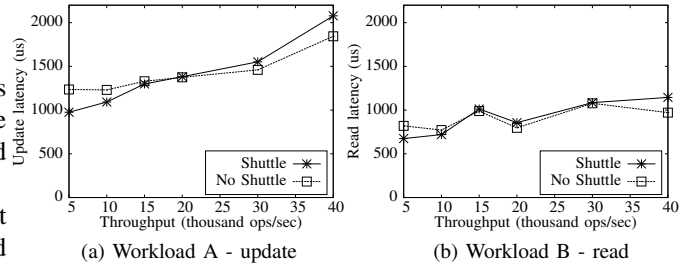 2000
1500
1000
500
0
Update latency (us)
Shuttle
No Shuttle
5 10 15 20 25 30 35 40
Throughput (thousand ops/sec)
(a) Workload A - update
2000
1500
1000
500
0
Read latency (us)
Shuttle
No Shuttle
5 10 15 20 25 30 35 40
Throughput (thousand ops/sec)
(b) Workload B - read
s
e
d
t
d